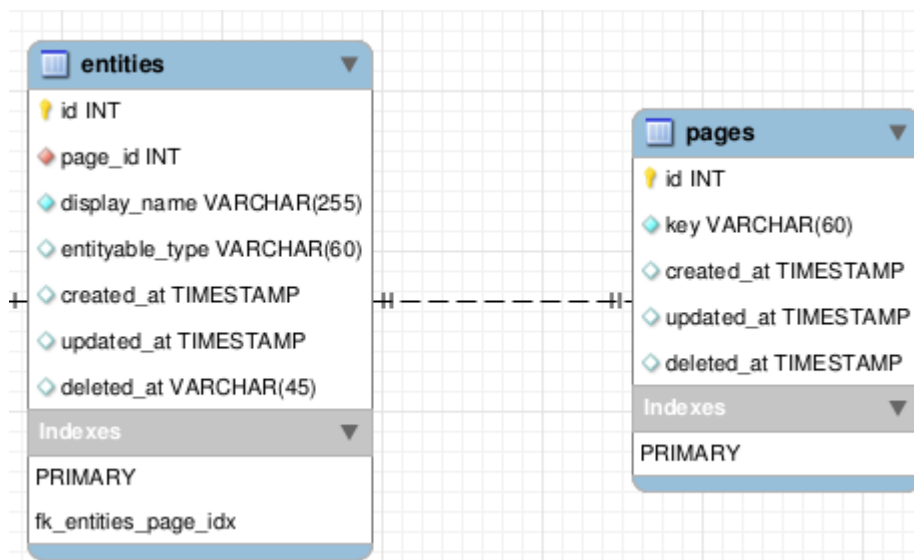 entities
id INT
page_id INT
display_name VARCHAR(255)
entityable_type VARCHAR(60)
created_at TIMESTAMP
updated_at TIMESTAMP
deleted_at VARCHAR(45)
Indexes
PRIMARY
fk_entities_page_idx
pages
id INT
key VARCHAR(60)
created_at TIMESTAMP
updated_at TIMESTAMP
deleted_at TIMESTAMP
Indexes
PRIMARY